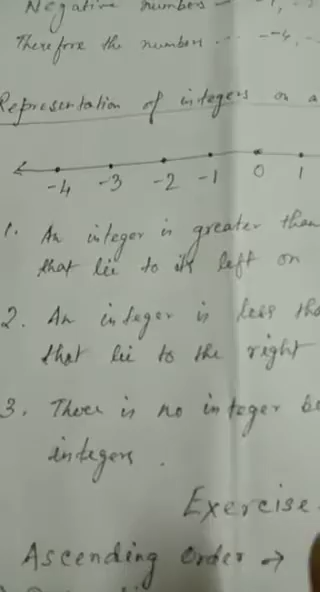 Negative numbers
Therefore the numbers ... --4,
Representation of integers on a
-4 -3 -2 -1 0 1
1. An integer is greater than
that lie to its left on
2. An integer is less tha
that lie to the right
3. There is no integer be
integers.
Exercise
Ascending order →